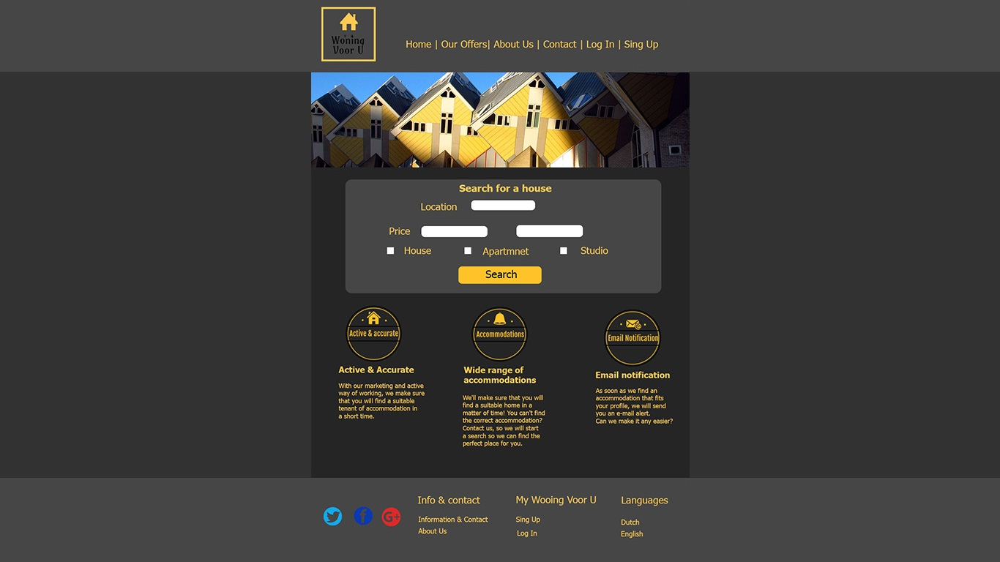 Woning
Voor U
Home | Our Offers| About Us | Contact | Log In | Sing Up
Search for a house
Location
Price
House
Apartmnet
Studio
Search
Active & accurate
Accommodations
Email Notification
Active & Accurate
With our marketing and active
way of working, we make sure
that you will find a suitable
tenant of accommodation in
a short time.
Wide range of
accommodations
We'll make sure that you will
find a suitable home in a
matter of time! You can't find
the correct accommodation?
Contact us, so we will start
a search so we can find the
perfect place for you.
Email notification
As soon as we find an
accommodation that fits
your profile, we will send
you an e-mail alert.
Can we make it any easier?
Info & contact
Information & Contact
About Us
My Wooing Voor U
Sing Up
Log In
Languages
Dutch
English